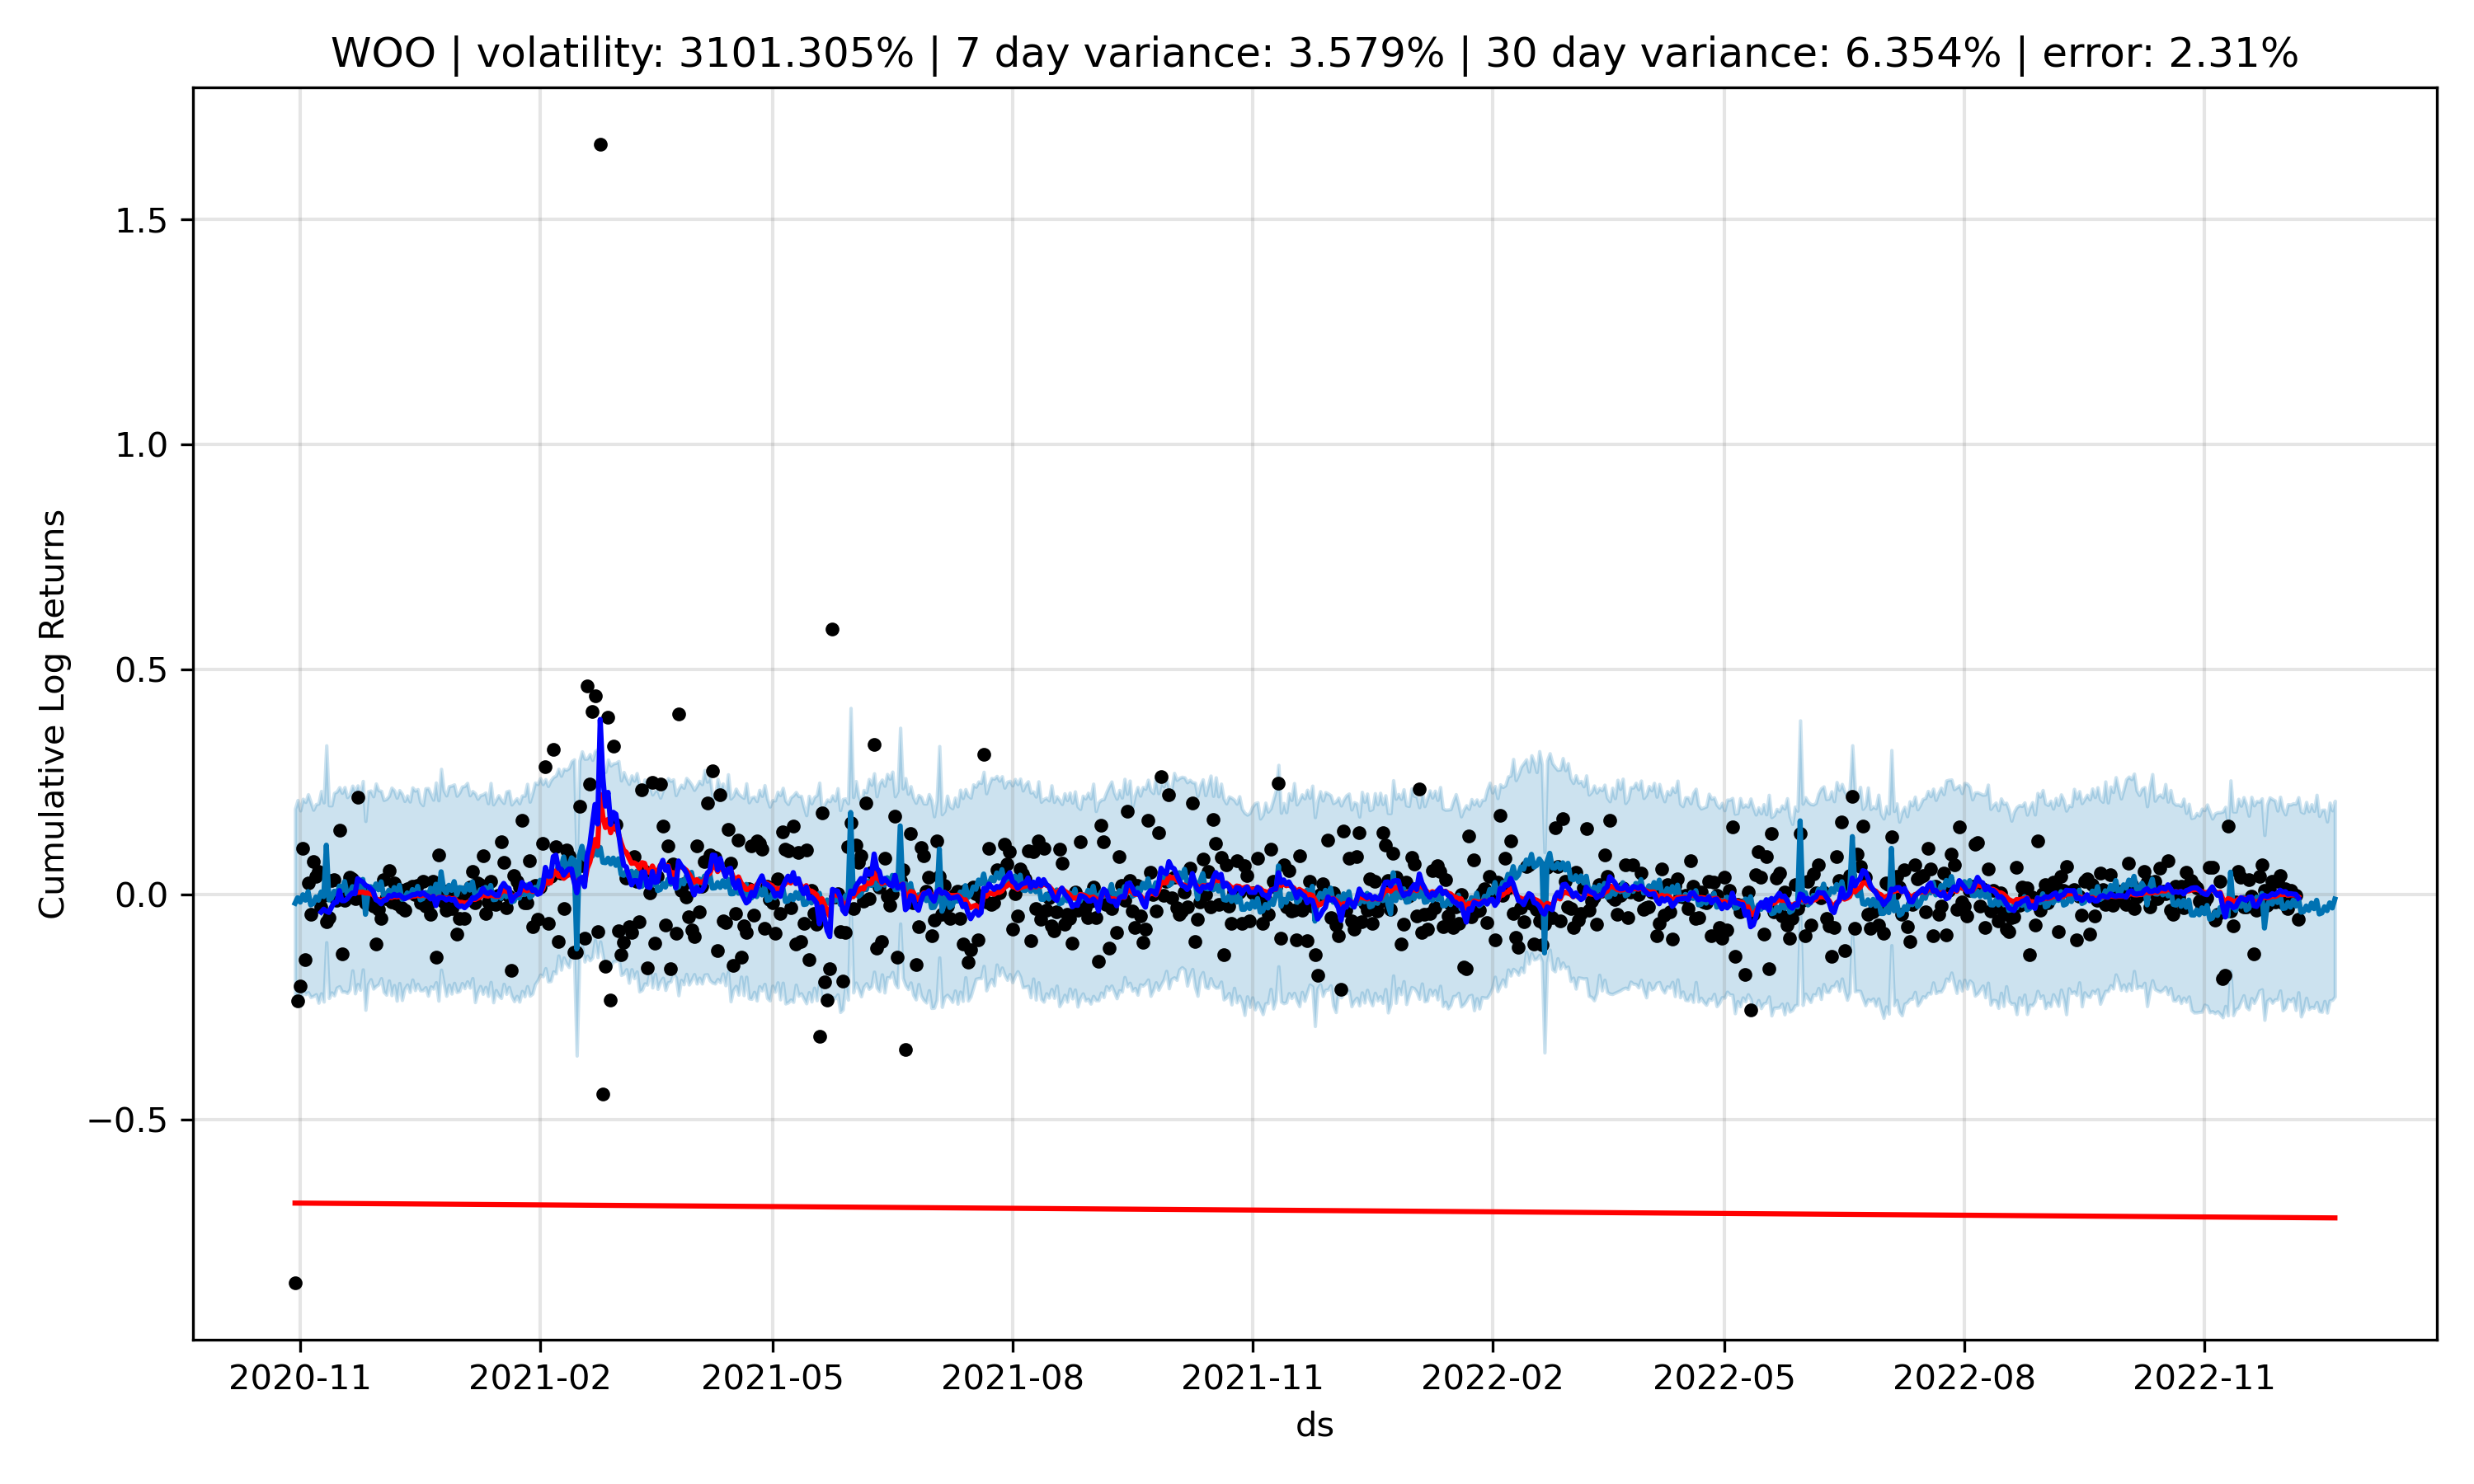 WOO | volatility: 3101.305% | 7 day variance: 3.579% | 30 day variance: 6.354% | error: 2.31%
1.5
1.0
0.5
0.0
−0.5
Cumulative Log Returns
2020-11 2021-02 2021-05 2021-08 2021-11 2022-02 2022-05 2022-08 2022-11
ds